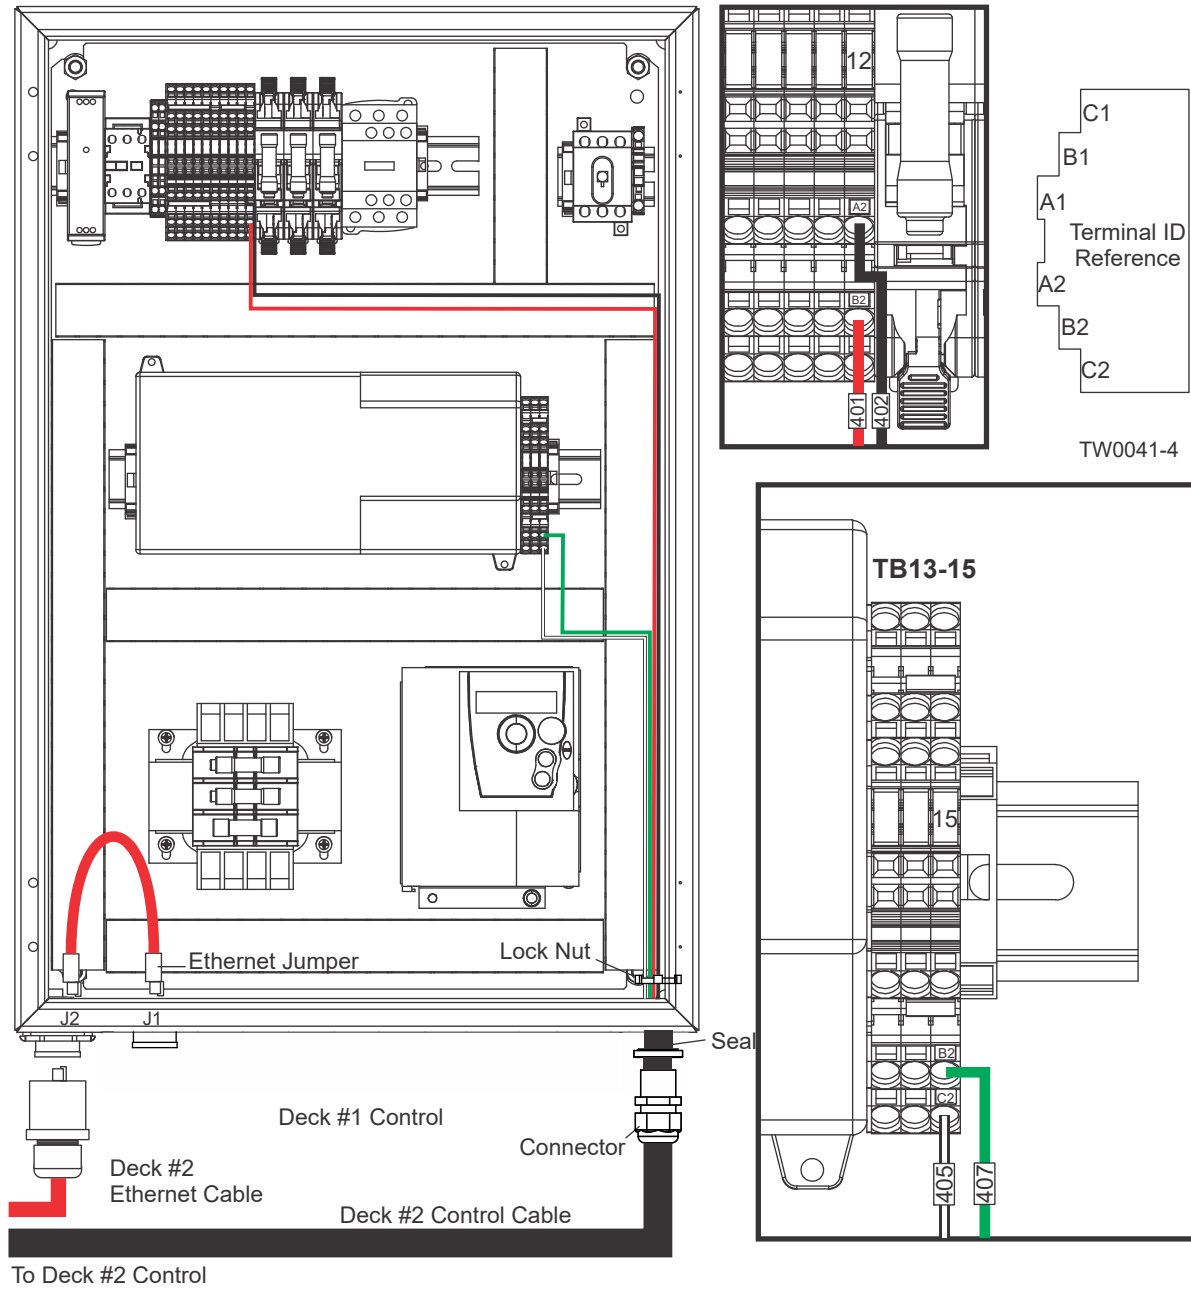 12
A2
B2
401
402
C1
B1
A1
Terminal ID
Reference
A2
B2
C2
TW0041-4
TB13-15
15
B2
C2
405
407
Lock Nut
Ethernet Jumper
J2
J1
Seal
Deck #1 Control
Connector
Deck #2
Ethernet Cable
Deck #2 Control Cable
To Deck #2 Control